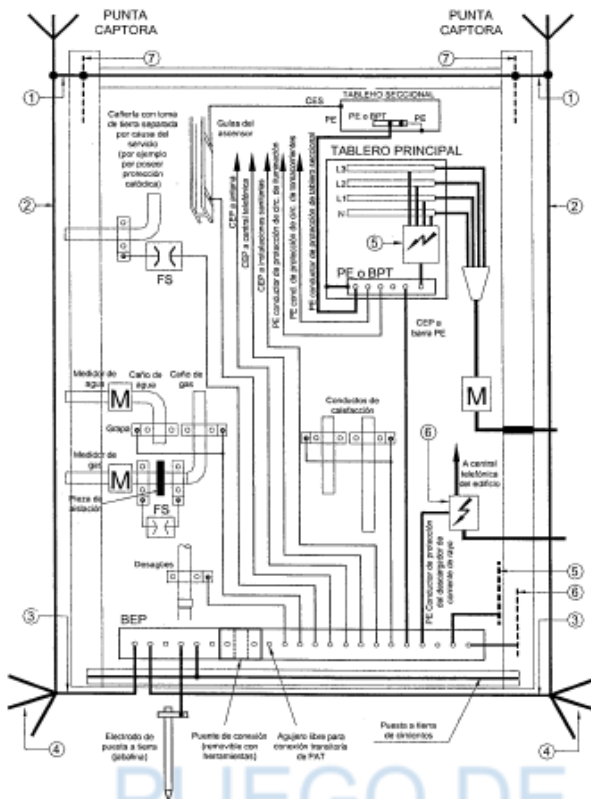 PUNTA
CAPTORA
PUNTA
CAPTORA
7
7
1
1
TABLERO SECCIONAL
CES
PE o BPT
PE
PE
Cañería con toma
de tierra separada
por causa del
servicio
(por ejemplo
por poseer
protección
catódica)
Guías del
ascensor
TABLERO PRINCIPAL
L3
L2
L1
N
2
2
5
FS
CEP a antena
CEP a central telefónica
CEP a instalaciones sanitarias
PE conductor de protección de circ. de iluminación
PE cond. de protección de circ. de tomacorrientes
PE conductor de protección de tablero seccional
PE o BPT
CEP a
barra PE
Medidor de
agua
Caño de
agua
Caño de
gas
M
M
Grapa
Conductos de
calefacción
6
Medidor de
gas
M
Pieza de
aislación
FS
A central
telefónica
del edificio
Desagües
PE Conductor de protección
del descargador de
corriente de rayo
5
6
3
3
BEP
4
4
Electrodo de
puesta a tierra
(jabalina)
Puente de conexión
(removible con
herramientas)
Agujero libre para
conexión transitoria
de PAT
Puesta a tierra
de cimientos
PLIEGO DE